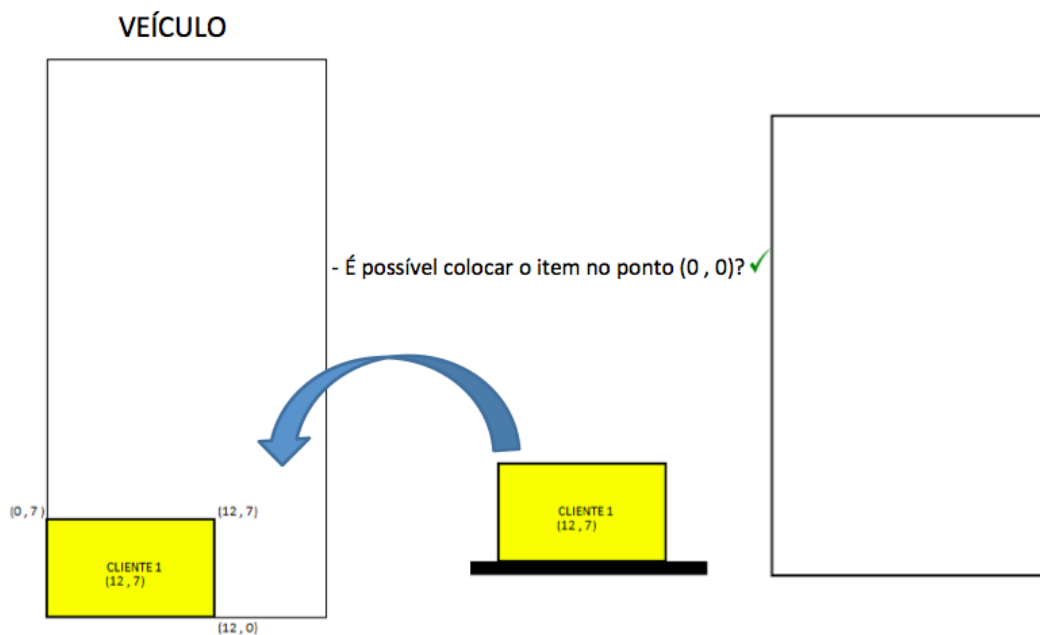 VEÍCULO
- É possível colocar o item no ponto (0 , 0)? ✓
(0 , 7)
(12 , 7)
CLIENTE 1
(12 , 7)
CLIENTE 1
(12 , 7)
(12 , 0)